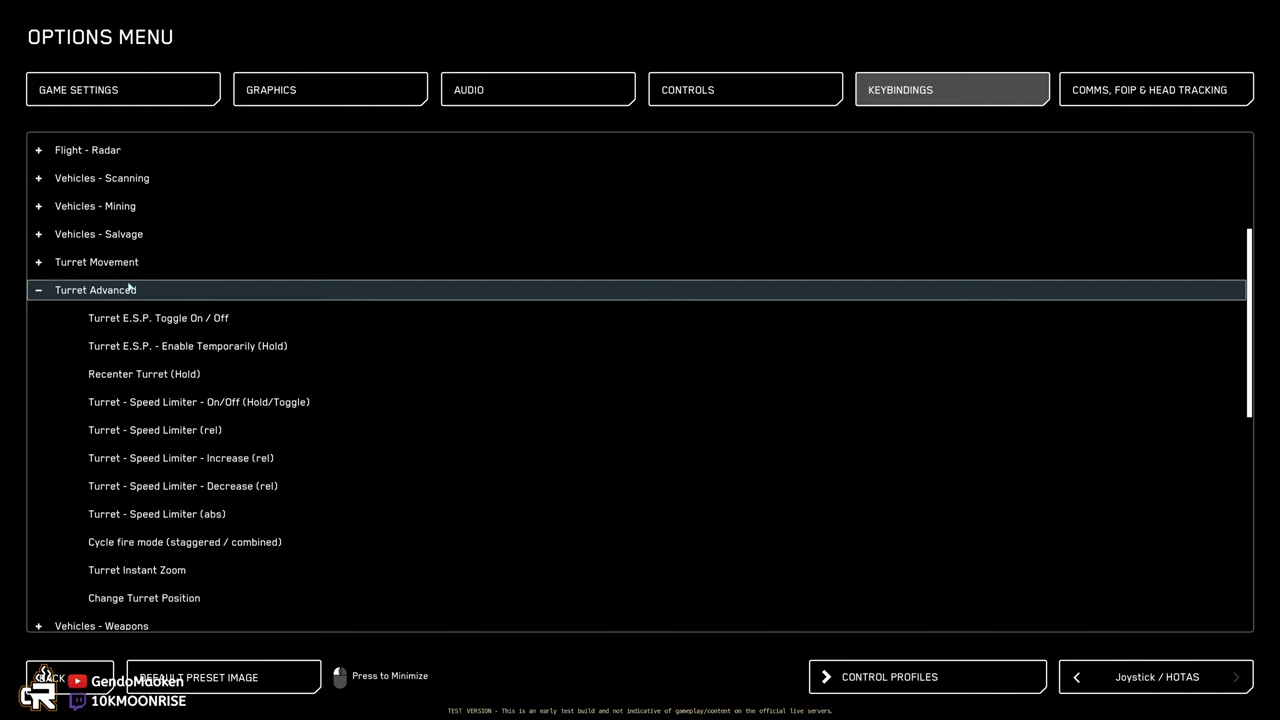 OPTIONS MENU
GAME SETTINGS
GRAPHICS
AUDIO
CONTROLS
KEYBINDINGS
COMMS, FOIP & HEAD TRACKING
+ Flight - Radar
+ Vehicles - Scanning
+ Vehicles - Mining
+ Vehicles - Salvage
+ Turret Movement
- Turret Advanced
Turret E.S.P. Toggle On / Off
Turret E.S.P. - Enable Temporarily (Hold)
Recenter Turret (Hold)
Turret - Speed Limiter - On/Off (Hold/Toggle)
Turret - Speed Limiter (rel)
Turret - Speed Limiter - Increase (rel)
Turret - Speed Limiter - Decrease (rel)
Turret - Speed Limiter (abs)
Cycle fire mode (staggered / combined)
Turret Instant Zoom
Change Turret Position
+ Vehicles - Weapons
DEFAULT PRESET IMAGE
Press to Minimize
CONTROL PROFILES
Joystick / HOTAS
10KMOONRISE
TEST VERSION - This is an early test build and not indicative of gameplay/content on the official live servers.